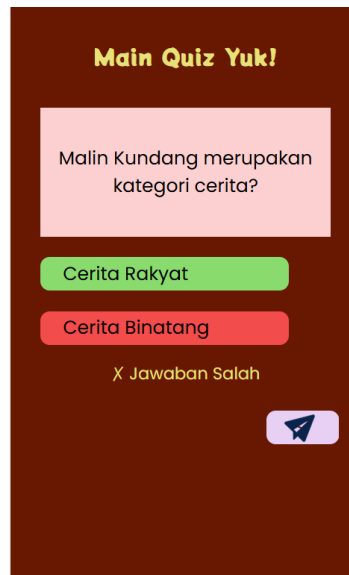 Main Quiz Yuk!
Malin Kundang merupakan
kategori cerita?
Cerita Rakyat
Cerita Binatang
✗ Jawaban Salah